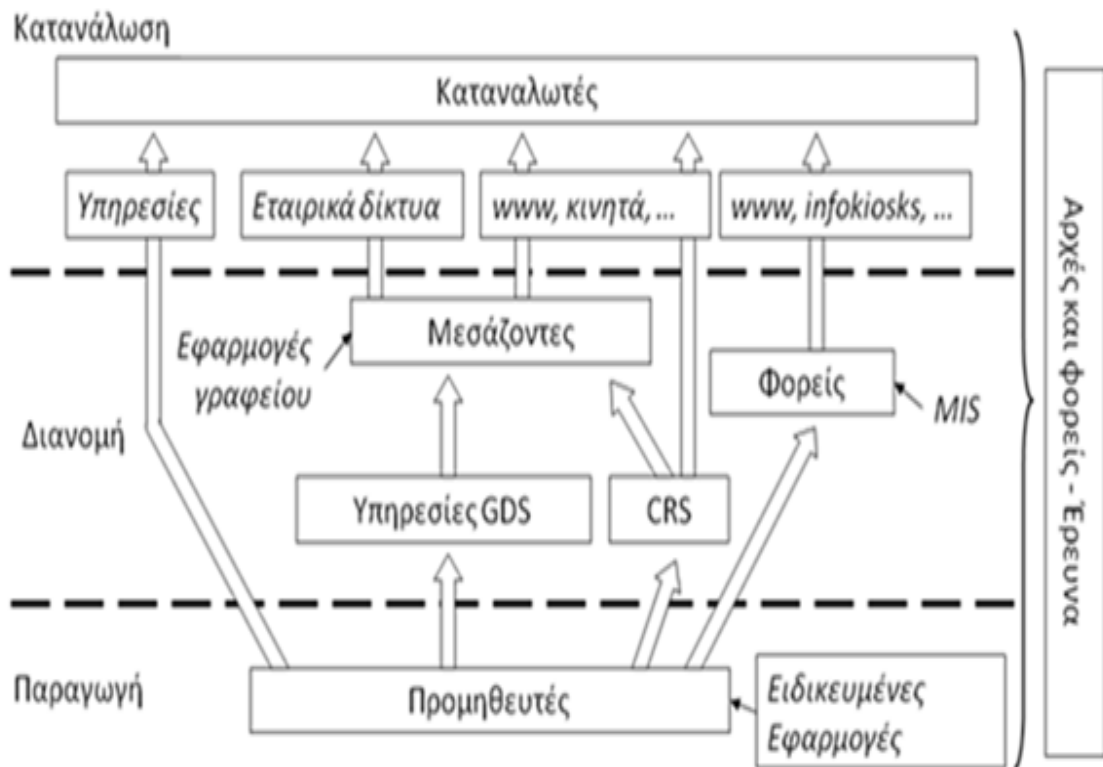 Κατανάλωση
Καταναλωτές
Υπηρεσίες
Εταιρικά δίκτυα
www, κινητά, ...
www, infokiosks, ...
Μεσάζοντες
Εφαρμογές
γραφείου
Φορείς
MIS
Διανομή
Υπηρεσίες GDS
CRS
Παραγωγή
Προμηθευτές
Ειδικευμένες
Εφαρμογές
Αρχές και φορείς - Έρευνα